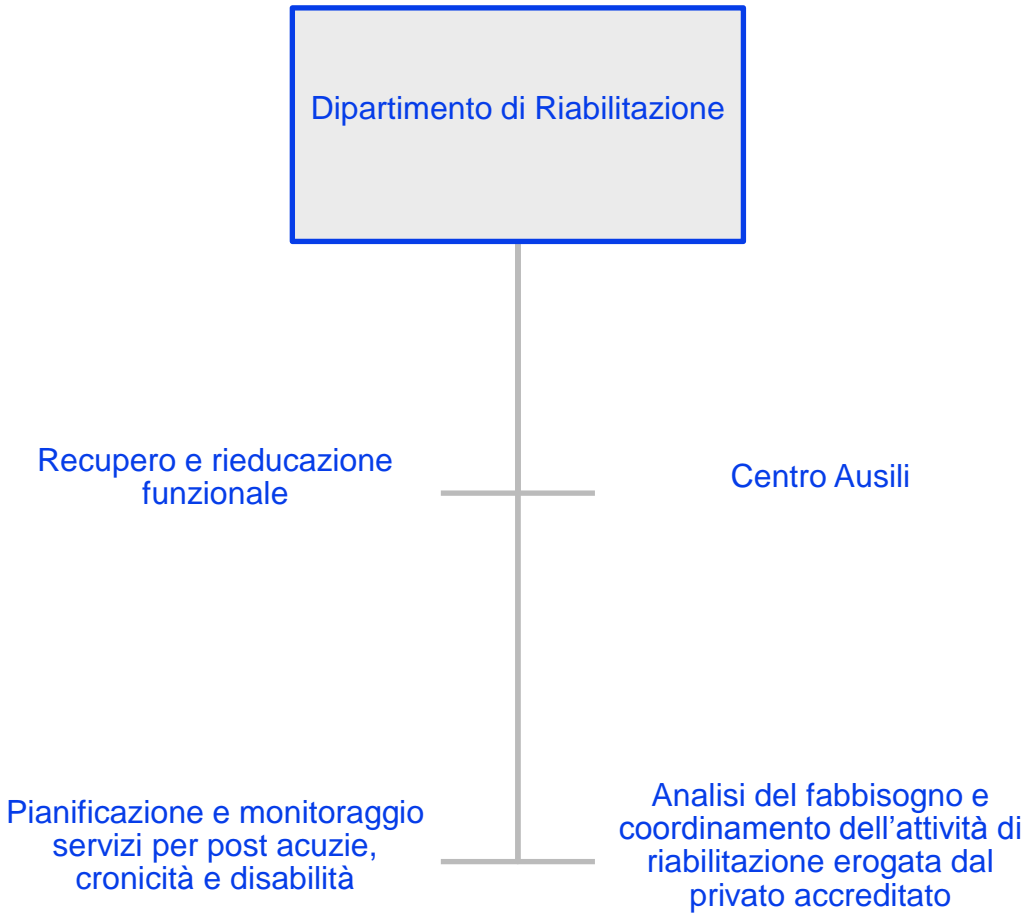 Dipartimento di Riabilitazione
Recupero e rieducazione
funzionale
Centro Ausili
Pianificazione e monitoraggio
servizi per post acuzie,
cronicità e disabilità
Analisi del fabbisogno e
coordinamento dell'attività di
riabilitazione erogata dal
privato accreditato